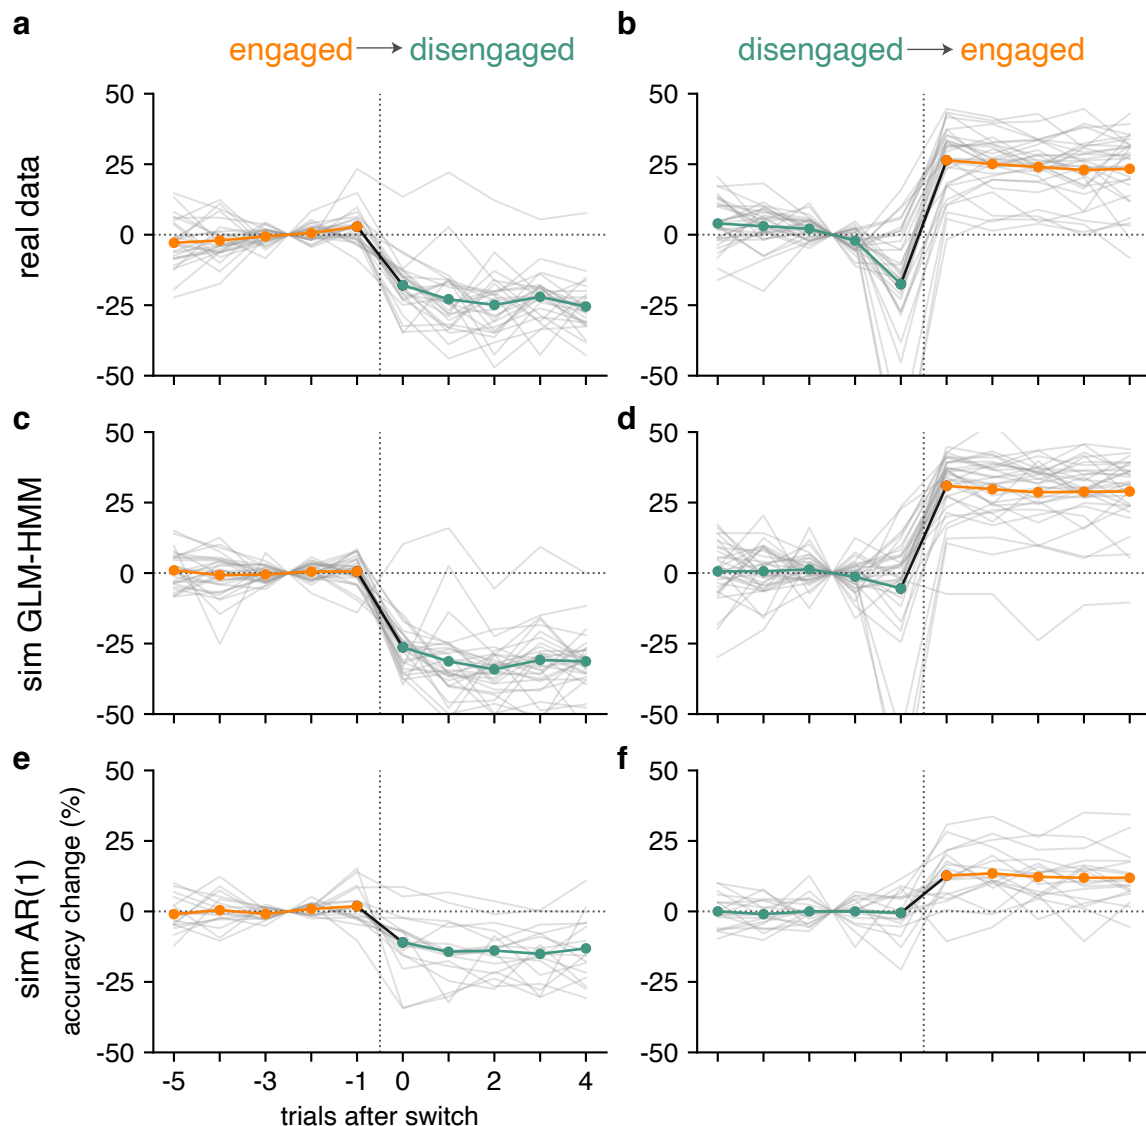 a
b
engaged → disengaged
disengaged → engaged
real data
50
25
0
-25
-50
50
25
0
-25
-50
c
d
sim GLM-HMM
50
25
0
-25
-50
50
25
0
-25
-50
e
f
sim AR(1)
accuracy change (%)
50
25
0
-25
-50
50
25
0
-25
-50
-5 -3 -1 0 2 4
trials after switch